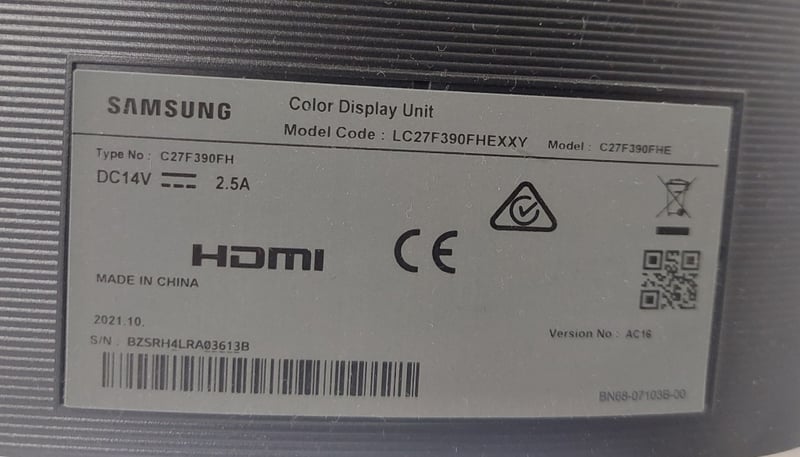 SAMSUNG
Color Display Unit
Model Code : LC27F390FHEXXY Model : C27F390FHE
Type No : C27F390FH
DC14V 2.5A
HDMI
CE
MADE IN CHINA
2021.10.
S/N : BZSRH4LRA03613B
Version No : AC16
BN68-07103B-00